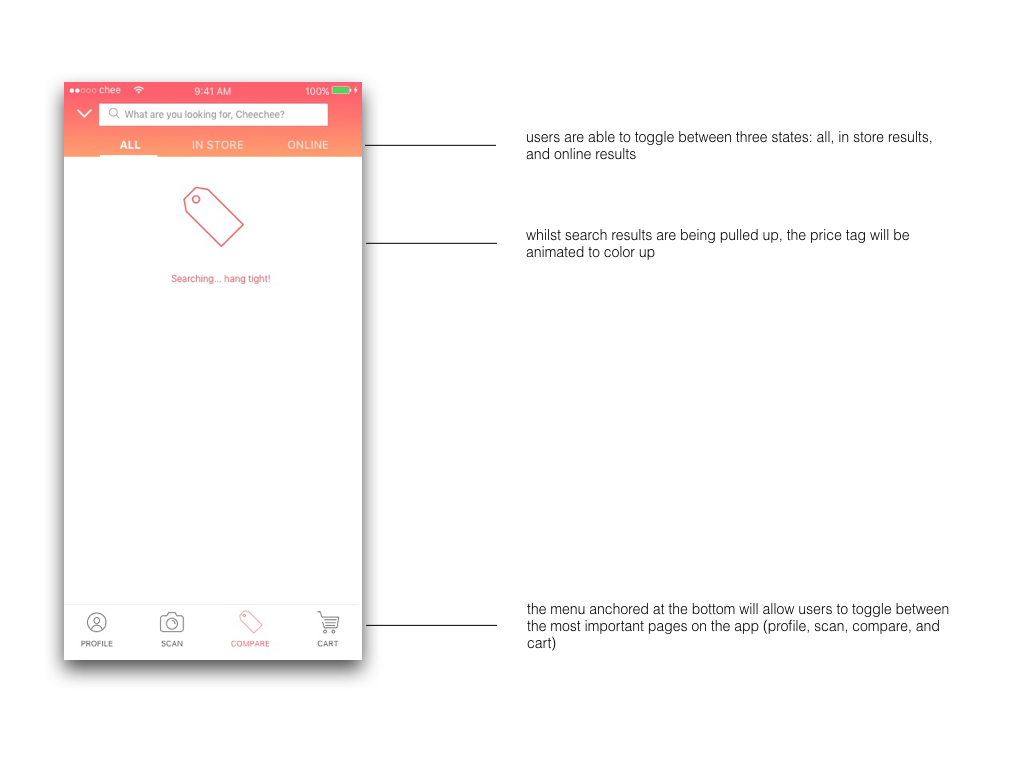 chee 9:41 AM 100%
What are you looking for, Cheechee?
ALL IN STORE ONLINE
users are able to toggle between three states: all, in store results,
and online results
whilst search results are being pulled up, the price tag will be
animated to color up
Searching... hang tight!
the menu anchored at the bottom will allow users to toggle between
the most important pages on the app (profile, scan, compare, and
cart)
PROFILE SCAN COMPARE CART